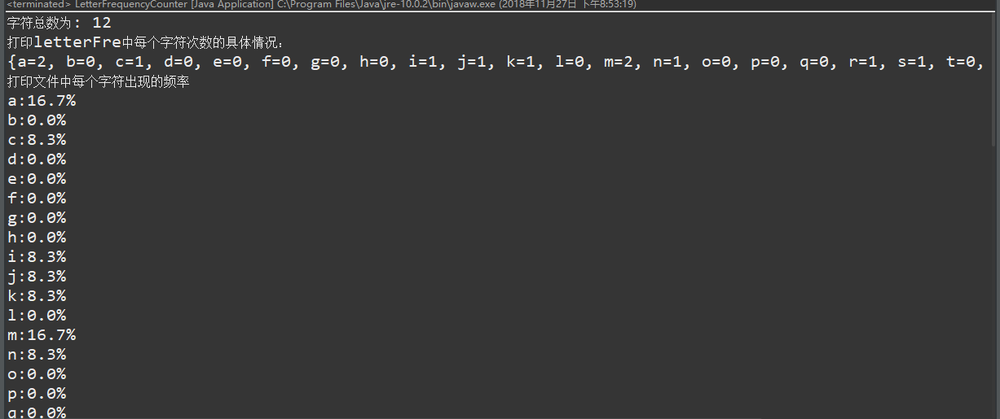 <terminated> LetterFrequencyCounter [Java Application] C:\Program Files\Java\jre-10.0.2\bin\javaw.exe (2018年11月27日 下午8:53:19)
字符总数为: 12
打印letterFre中每个字符次数的具体情况:
{a=2, b=0, c=1, d=0, e=0, f=0, g=0, h=0, i=1, j=1, k=1, l=0, m=2, n=1, o=0, p=0, q=0, r=1, s=1, t=0,
打印文件中每个字符出现的频率
a:16.7%
b:0.0%
c:8.3%
d:0.0%
e:0.0%
f:0.0%
g:0.0%
h:0.0%
i:8.3%
j:8.3%
k:8.3%
l:0.0%
m:16.7%
n:8.3%
o:0.0%
p:0.0%
q:0.0%